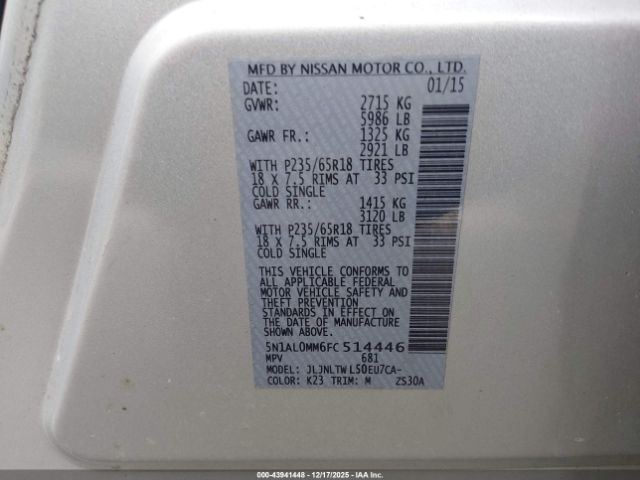 MFD BY NISSAN MOTOR CO., LTD.
DATE: 01/15
GVWR: 2715 KG
5986 LB
GAWR FR.: 1325 KG
2921 LB
WITH P235/65R18 TIRES
18 X 7.5 RIMS AT 33 PSI
COLD SINGLE
GAWR RR.: 1415 KG
3120 LB
WITH P235/65R18 TIRES
18 X 7.5 RIMS AT 33 PSI
COLD SINGLE
THIS VEHICLE CONFORMS TO
ALL APPLICABLE FEDERAL
MOTOR VEHICLE SAFETY AND
THEFT PREVENTION
STANDARDS IN EFFECT ON
THE DATE OF MANUFACTURE
SHOWN ABOVE.
5N1AL0MM6FC514446
MPV 681
MODEL: JLJNLTWL50EU7CA-
COLOR: K23 TRIM: M ZS30A
000-43941448 - 12/17/2025 - IAA Inc.